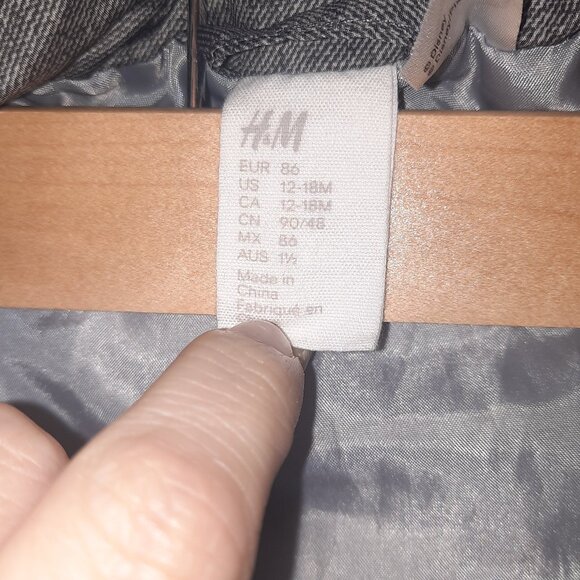 © Disney
H&M
EUR 86
US 12-18M
CA 12-18M
CN 90/48
MX 86
AUS 1½
Made in
China
Fabriqué en